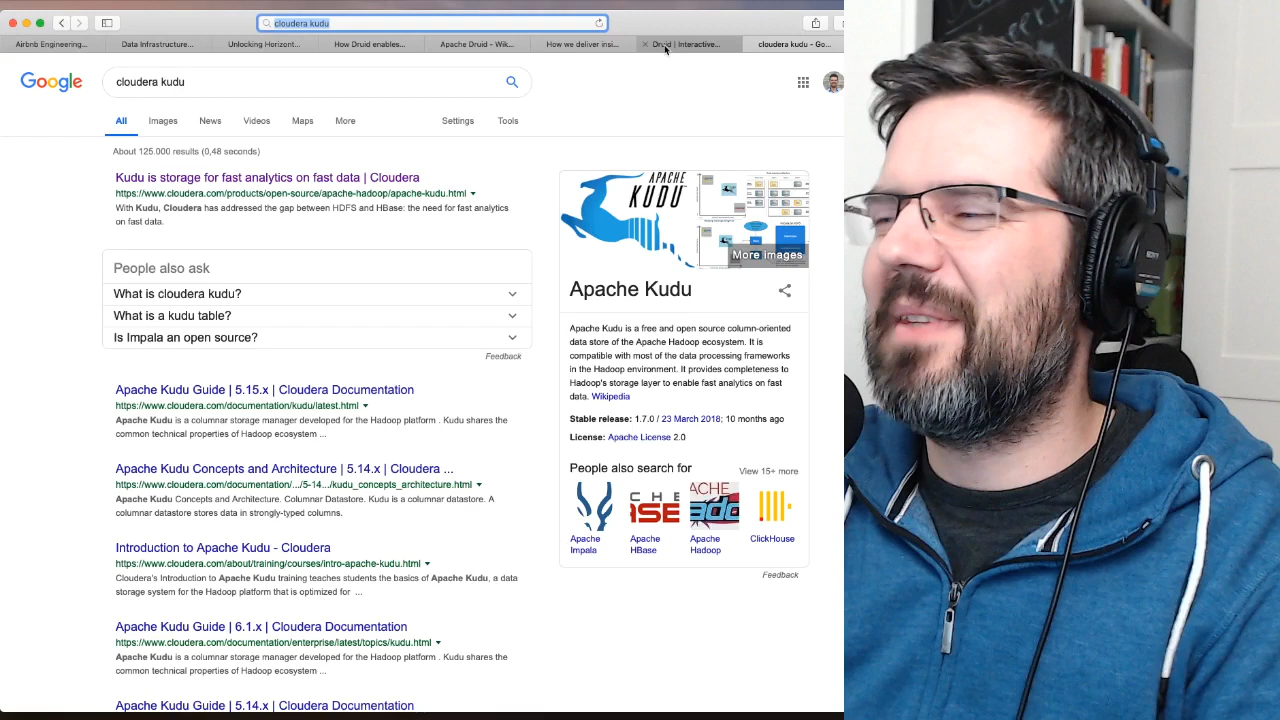 cloudera kudu
Airbnb Engineering...
Data Infrastructure...
Unlocking Horizont...
How Druid enables...
Apache Druid - Wik...
How we deliver insi...
Druid | Interactive...
cloudera kudu - Go...
Google
cloudera kudu
All
Images
News
Videos
Maps
More
Settings
Tools
About 125.000 results (0,48 seconds)
Kudu is storage for fast analytics on fast data | Cloudera
https://www.cloudera.com/products/open-source/apache-hadoop/apache-kudu.html
With Kudu, Cloudera has addressed the gap between HDFS and HBase: the need for fast analytics
on fast data.
People also ask
What is cloudera kudu?
What is a kudu table?
Is Impala an open source?
Feedback
Apache Kudu Guide | 5.15.x | Cloudera Documentation
https://www.cloudera.com/documentation/kudu/latest.html
Apache Kudu is a columnar storage manager developed for the Hadoop platform . Kudu shares the
common technical properties of Hadoop ecosystem ...
Apache Kudu Concepts and Architecture | 5.14.x | Cloudera ...
https://www.cloudera.com/documentation/.../5-14.../kudu_concepts_architecture.html
Apache Kudu Concepts and Architecture. Columnar Datastore. Kudu is a columnar datastore. A
columnar datastore stores data in strongly-typed columns.
Introduction to Apache Kudu - Cloudera
https://www.cloudera.com/about/training/courses/intro-apache-kudu.html
Cloudera's Introduction to Apache Kudu training teaches students the basics of Apache Kudu, a data
storage system for the Hadoop platform that is optimized for ...
Apache Kudu Guide | 6.1.x | Cloudera Documentation
https://www.cloudera.com/documentation/enterprise/latest/topics/kudu.html
Apache Kudu is a columnar storage manager developed for the Hadoop platform . Kudu shares the
common technical properties of Hadoop ecosystem ...
Apache Kudu Guide | 5.14.x | Cloudera Documentation
APACHE
KUDU
More images
Apache Kudu
Apache Kudu is a free and open source column-oriented
data store of the Apache Hadoop ecosystem. It is
compatible with most of the data processing frameworks
in the Hadoop environment. It provides completeness to
Hadoop's storage layer to enable fast analytics on fast
data. Wikipedia
Stable release: 1.7.0 / 23 March 2018; 10 months ago
License: Apache License 2.0
People also search for
View 15+ more
Apache
Impala
Apache
HBase
Apache
Hadoop
ClickHouse
Feedback
SONY